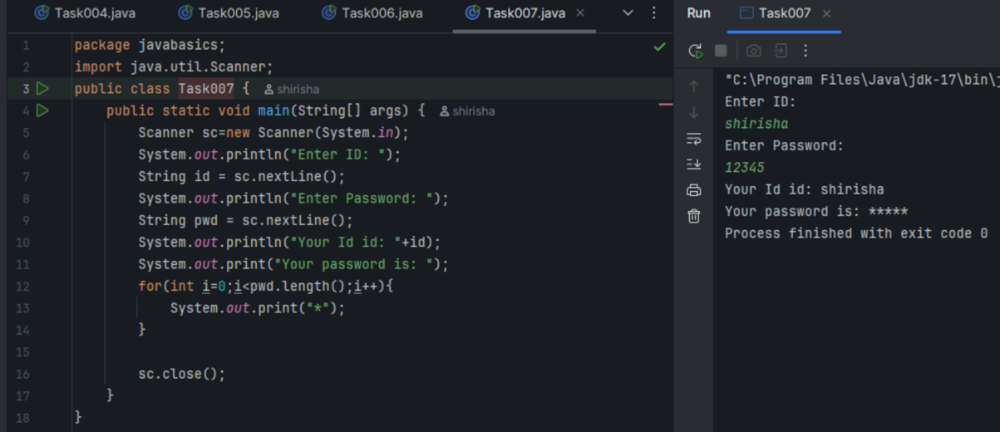 Task004.java Task005.java Task006.java Task007.java
1 package javabasics;
2 import java.util.Scanner;
3 public class Task007 { shirisha
4 public static void main(String[] args) { shirisha
5 Scanner sc=new Scanner(System.in);
6 System.out.println("Enter ID: ");
7 String id = sc.nextLine();
8 System.out.println("Enter Password: ");
9 String pwd = sc.nextLine();
10 System.out.println("Your Id id: "+id);
11 System.out.print("Your password is: ");
12 for(int i=0;i<pwd.length();i++){
13 System.out.print("*");
14 }
15
16 sc.close();
17 }
18 }
Run Task007
"C:\Program Files\Java\jdk-17\bin\
Enter ID:
shirisha
Enter Password:
12345
Your Id id: shirisha
Your password is: *****
Process finished with exit code 0